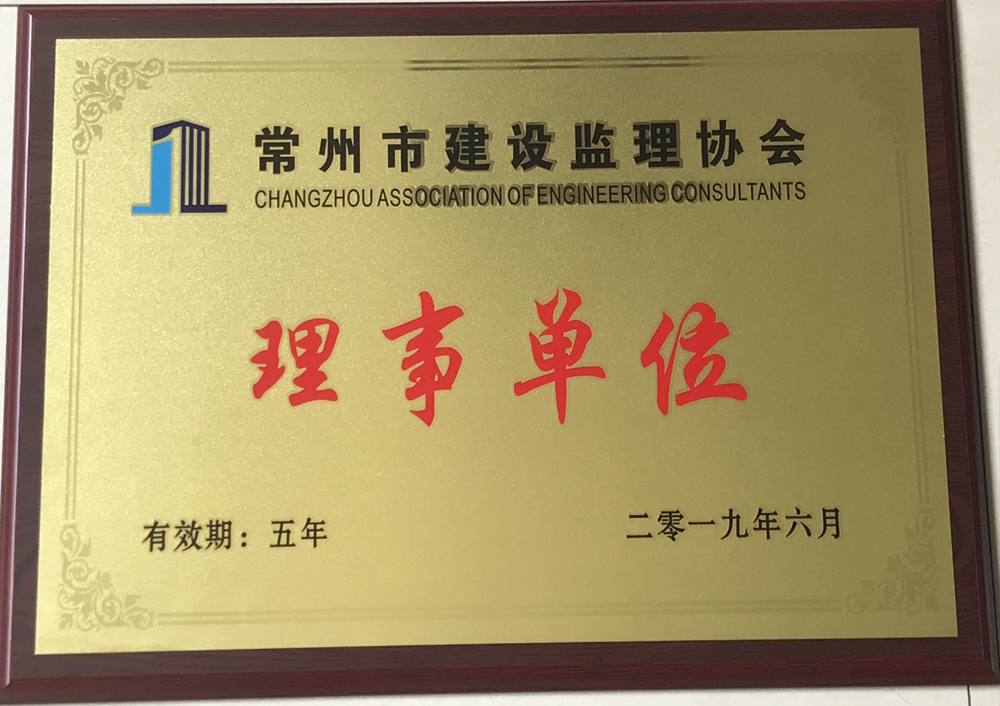 常州市建设监理协会
CHANGZHOU ASSOCIATION OF ENGINEERING CONSULTANTS
理事单位
有效期：五年
二零一九年六月